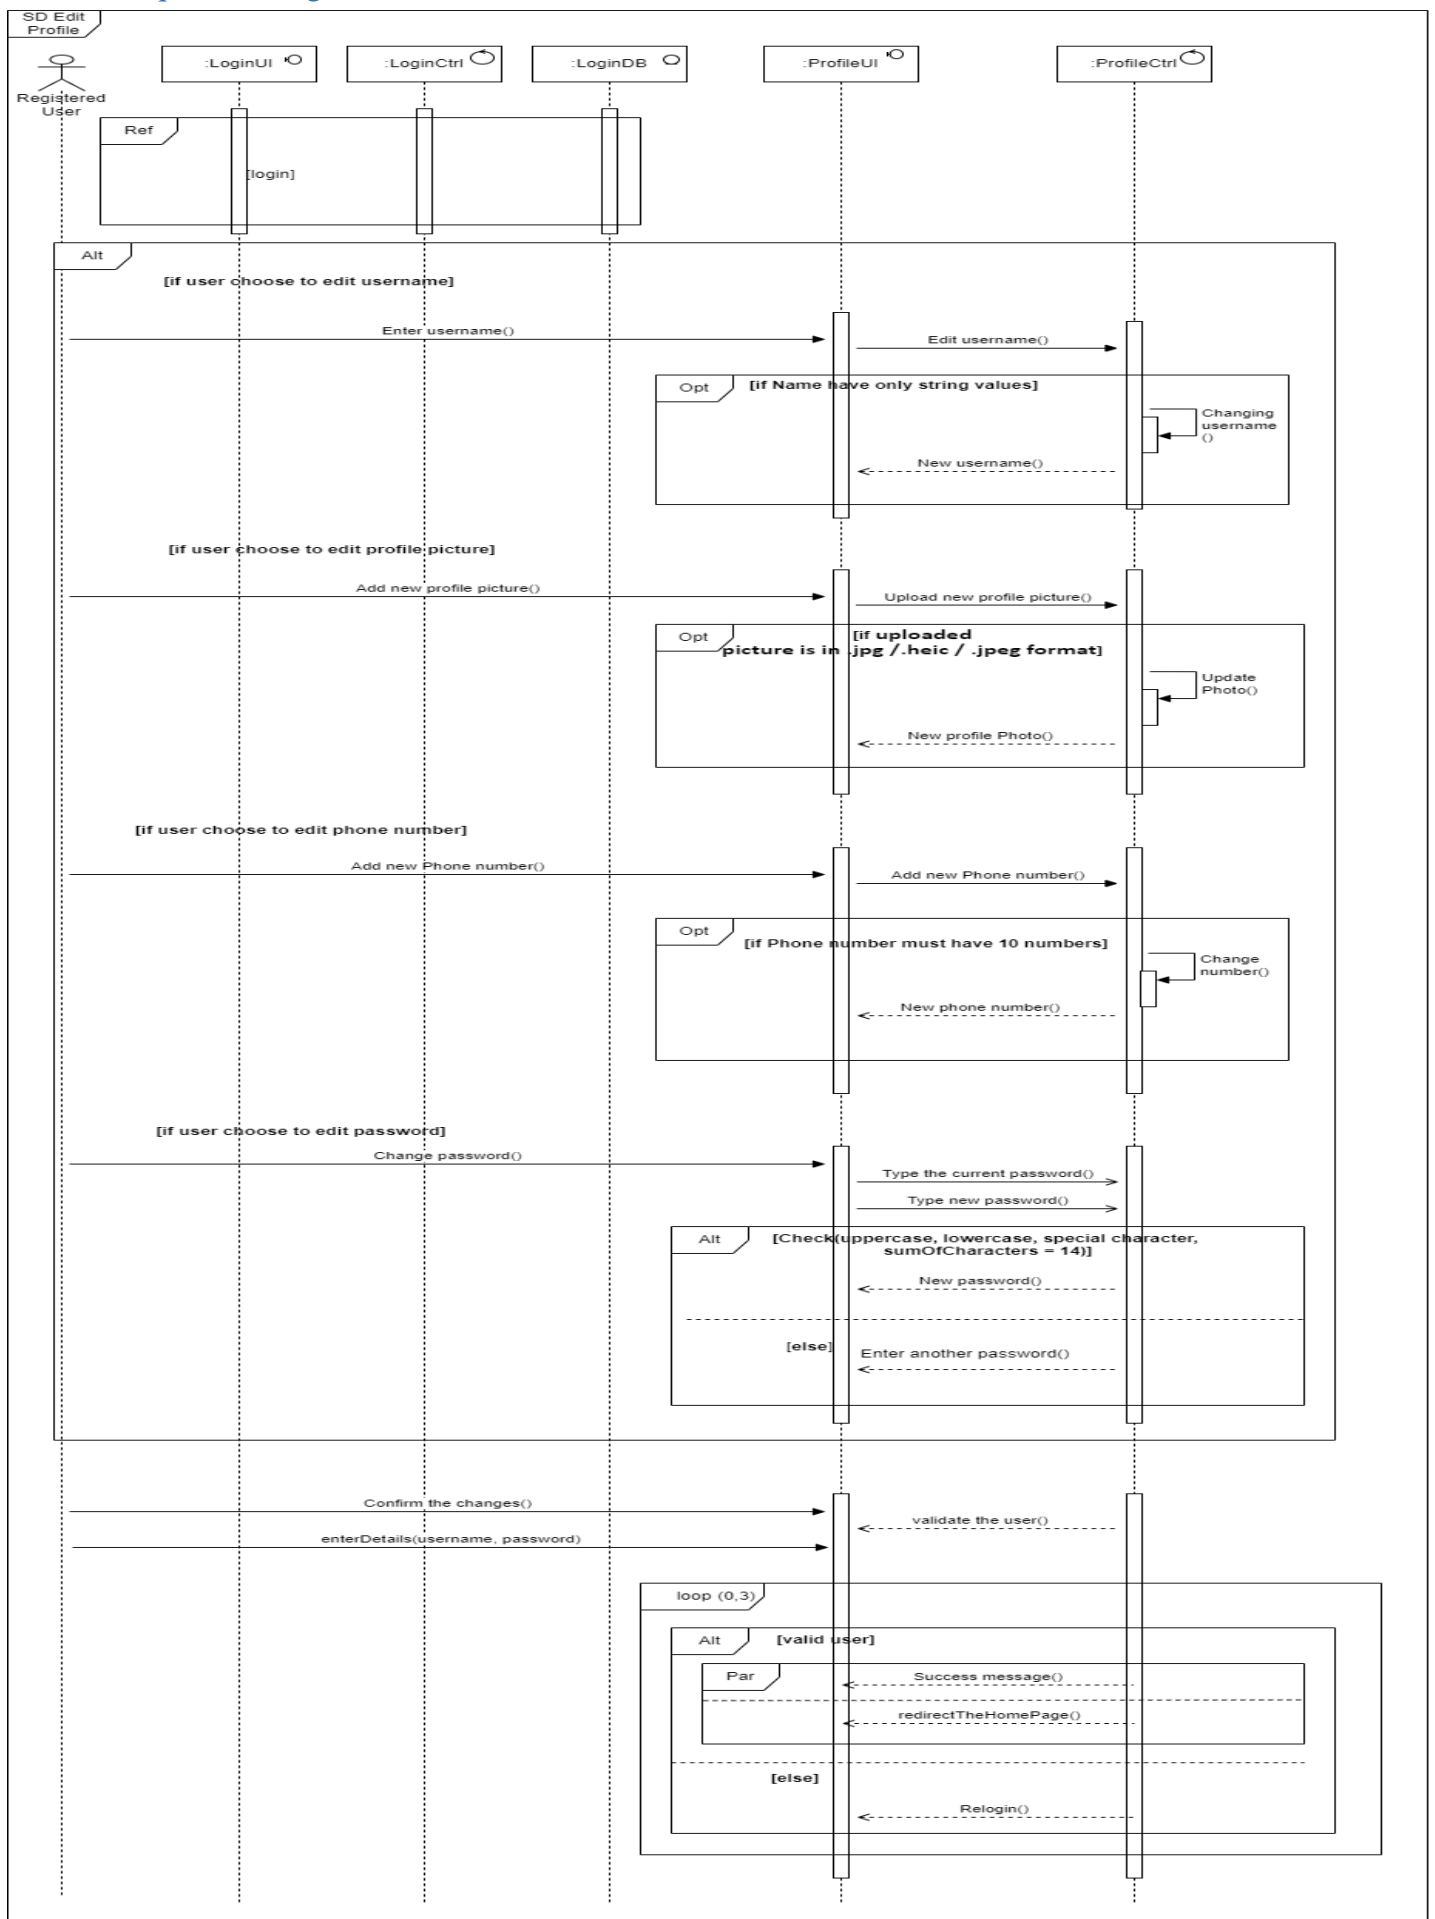 SD Edit
Profile
:LoginUI
:LoginCtrl
:LoginDB
:ProfileUI
:ProfileCtrl
Registered
User
Ref
[login]
Alt
[if user choose to edit username]
Enter username()
Edit username()
Opt
[if Name have only string values]
Changing
username
()
New username()
[if user choose to edit profile picture]
Add new profile picture()
Upload new profile picture()
Opt
[if uploaded
picture is in .jpg /.heic / .jpeg format]
Update
Photo()
New profile Photo()
[if user choose to edit phone number]
Add new Phone number()
Add new Phone number()
Opt
[if Phone number must have 10 numbers]
Change
number()
New phone number()
[if user choose to edit password]
Change password()
Type the current password()
Type new password()
Alt
[Check(uppercase, lowercase, special character,
sumOfCharacters = 14)]
New password()
[else]
Enter another password()
Confirm the changes()
validate the user()
enterDetails(username, password)
loop (0,3)
Alt
[valid user]
Par
Success message()
redirectTheHomePage()
[else]
Relogin()